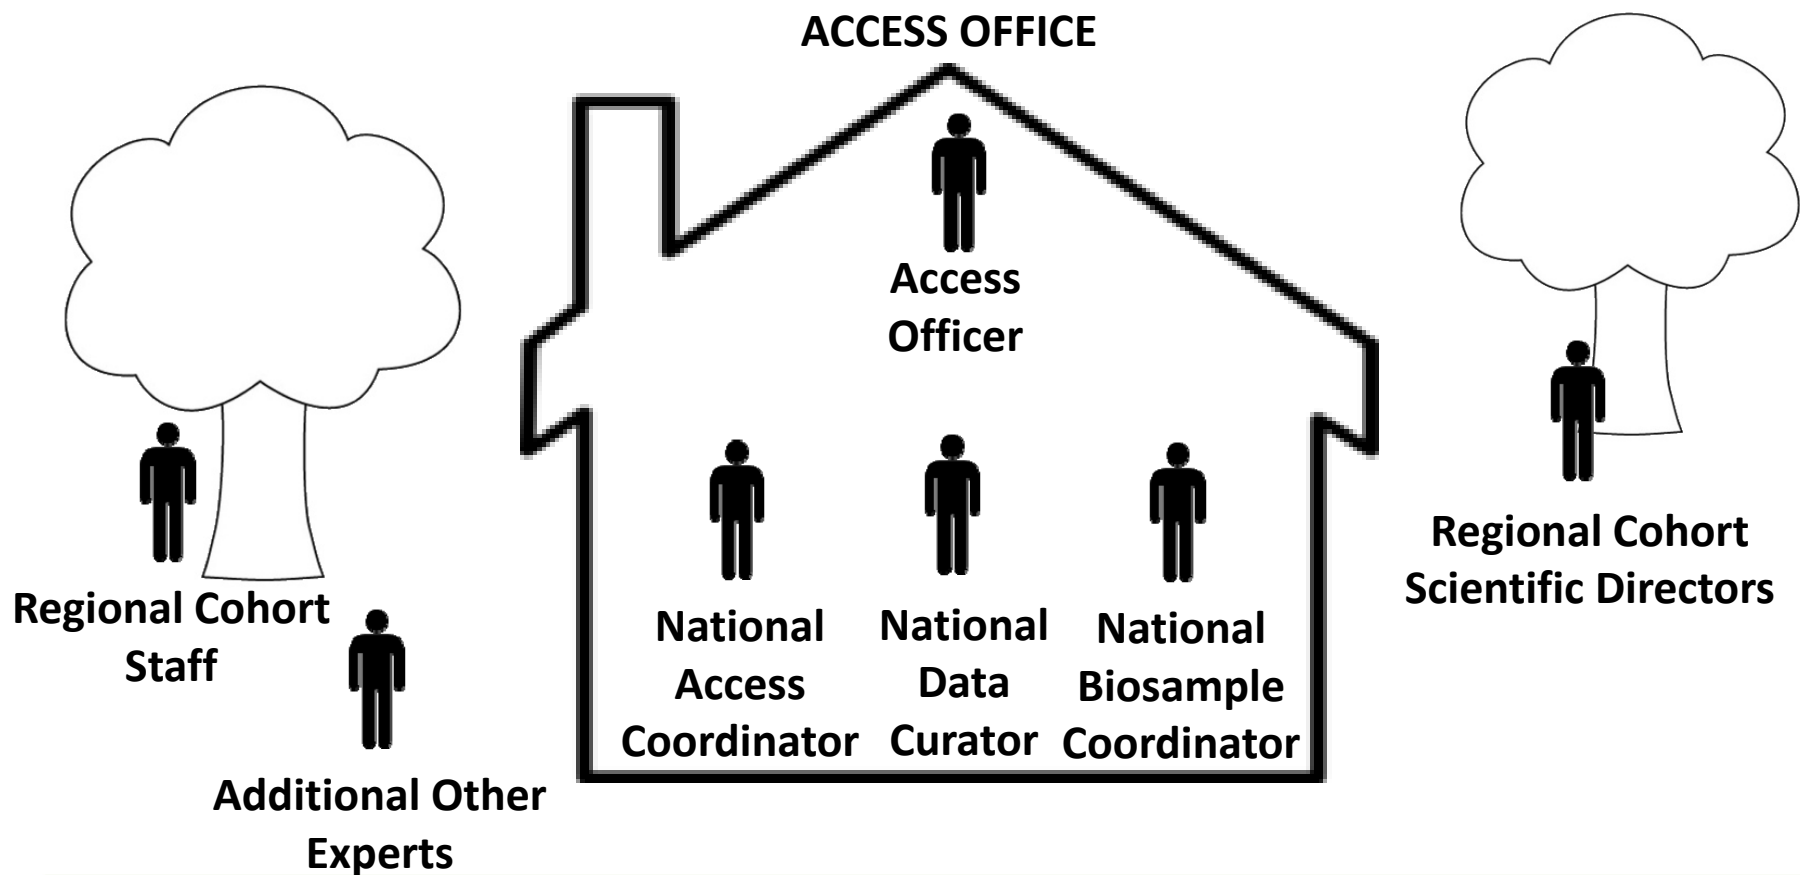 ACCESS OFFICE
Access
Officer
Regional Cohort
Scientific Directors
Regional Cohort
Staff
National
Access
Coordinator
National
Data
Curator
National
Biosample
Coordinator
Additional Other
Experts